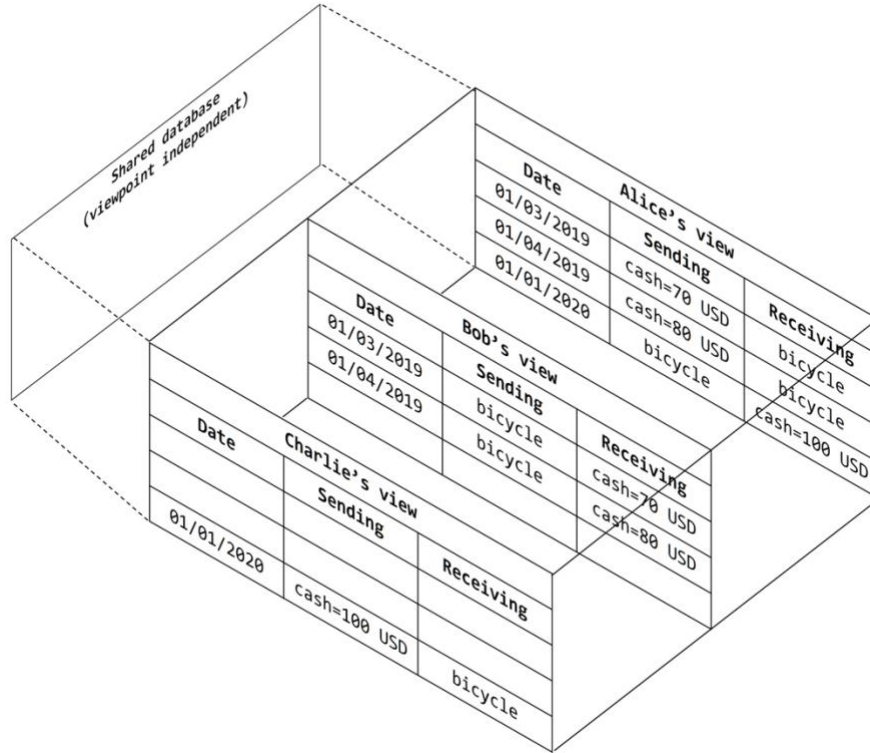 Shared database
(viewpoint independent)
Alice's view
Date Sending Receiving
01/03/2019 cash=70 USD bicycle
01/04/2019 cash=80 USD bicycle
01/01/2020 bicycle cash=100 USD
Bob's view
Date Sending Receiving
01/03/2019 bicycle cash=70 USD
01/04/2019 bicycle cash=80 USD
Charlie's view
Date Sending Receiving
01/01/2020 cash=100 USD bicycle